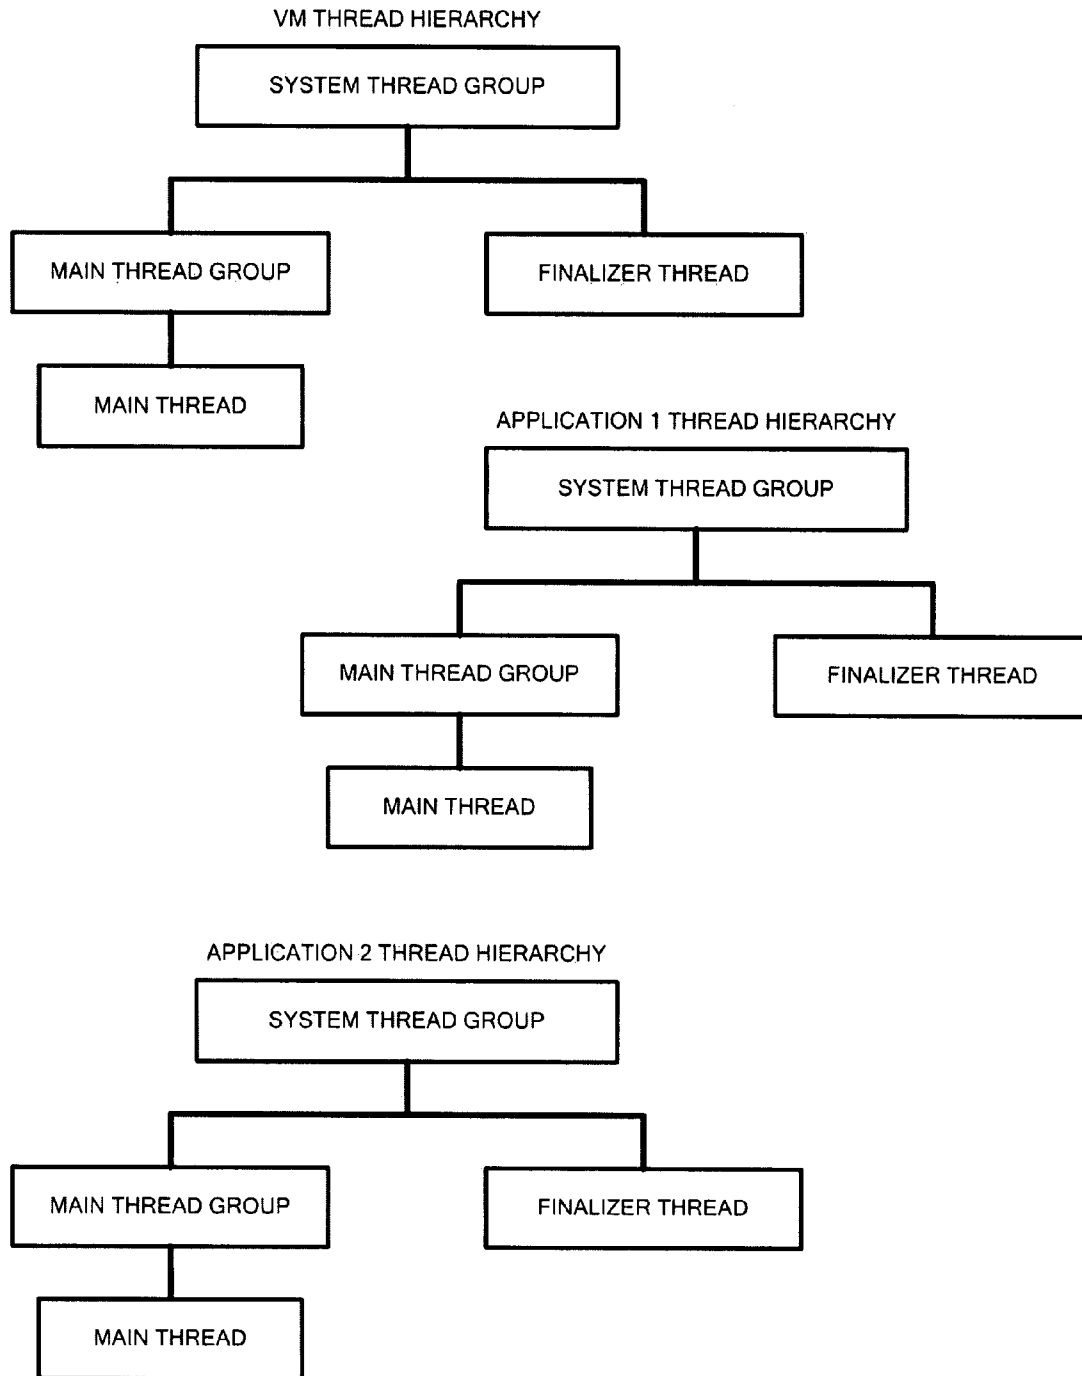 VM THREAD HIERARCHY
SYSTEM THREAD GROUP
MAIN THREAD GROUP
FINALIZER THREAD
MAIN THREAD
APPLICATION 1 THREAD HIERARCHY
SYSTEM THREAD GROUP
MAIN THREAD GROUP
FINALIZER THREAD
MAIN THREAD
APPLICATION 2 THREAD HIERARCHY
SYSTEM THREAD GROUP
MAIN THREAD GROUP
FINALIZER THREAD
MAIN THREAD